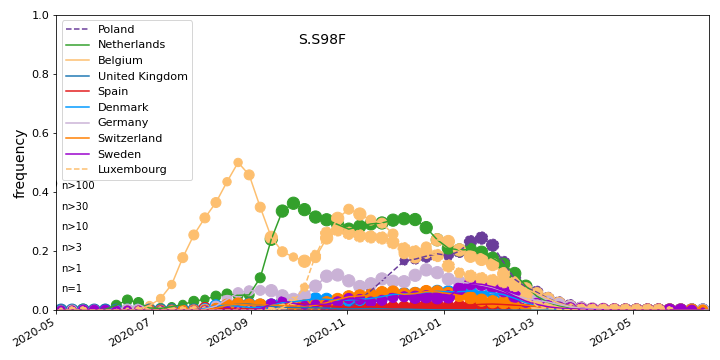 S.S98F
1.0
0.8
0.6
0.4
0.2
0.0
frequency
Poland
Netherlands
Belgium
United Kingdom
Spain
Denmark
Germany
Switzerland
Sweden
Luxembourg
n>100
n>30
n>10
n>3
n>1
n=1
2020-05
2020-07
2020-09
2020-11
2021-01
2021-03
2021-05